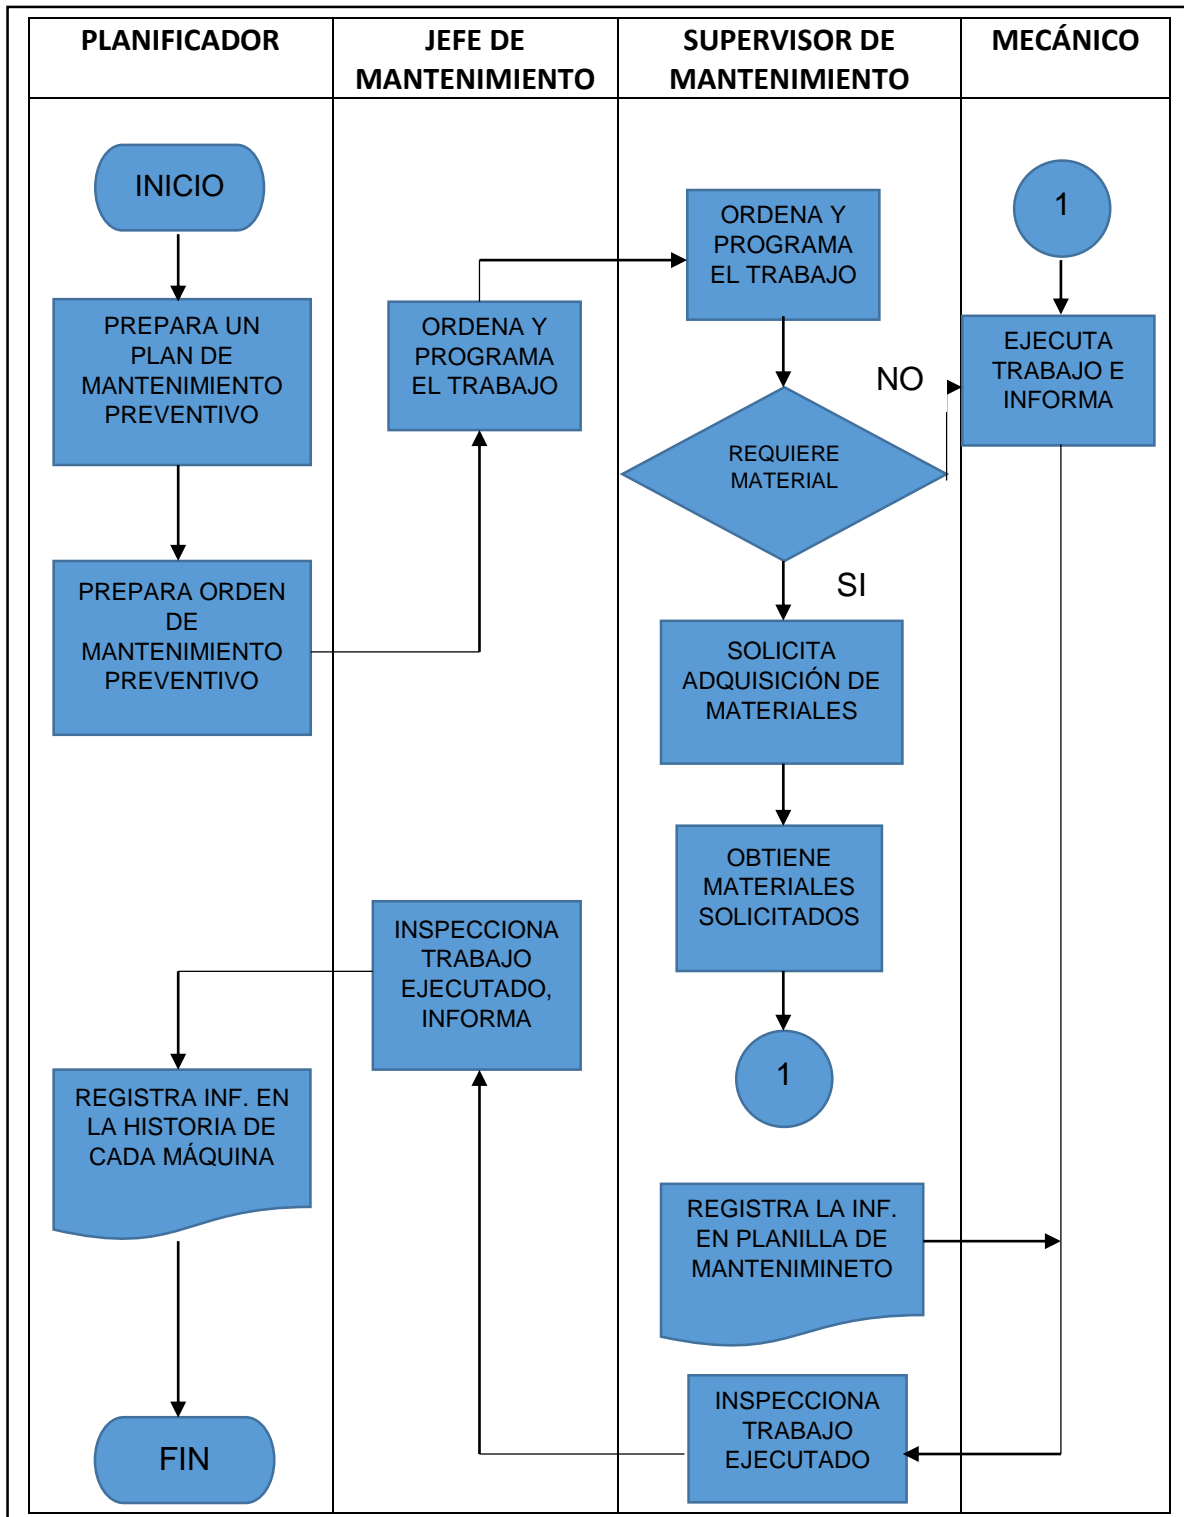 PLANIFICADOR
JEFE DE
MANTENIMIENTO
SUPERVISOR DE
MANTENIMIENTO
MECÁNICO
INICIO
PREPARA UN
PLAN DE
MANTENIMIENTO
PREVENTIVO
PREPARA ORDEN
DE
MANTENIMIENTO
PREVENTIVO
REGISTRA INF. EN
LA HISTORIA DE
CADA MÁQUINA
FIN
ORDENA Y
PROGRAMA
EL TRABAJO
INSPECCIONA
TRABAJO
EJECUTADO,
INFORMA
ORDENA Y
PROGRAMA
EL TRABAJO
REQUIERE
MATERIAL
NO
SI
SOLICITA
ADQUISICIÓN DE
MATERIALES
OBTIENE
MATERIALES
SOLICITADOS
1
REGISTRA LA INF.
EN PLANILLA DE
MANTENIMINETO
INSPECCIONA
TRABAJO
EJECUTADO
1
EJECUTA
TRABAJO E
INFORMA